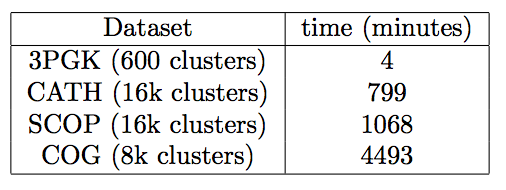 Dataset time (minutes)
3PGK (600 clusters) 4
CATH (16k clusters) 799
SCOP (16k clusters) 1068
COG (8k clusters) 4493